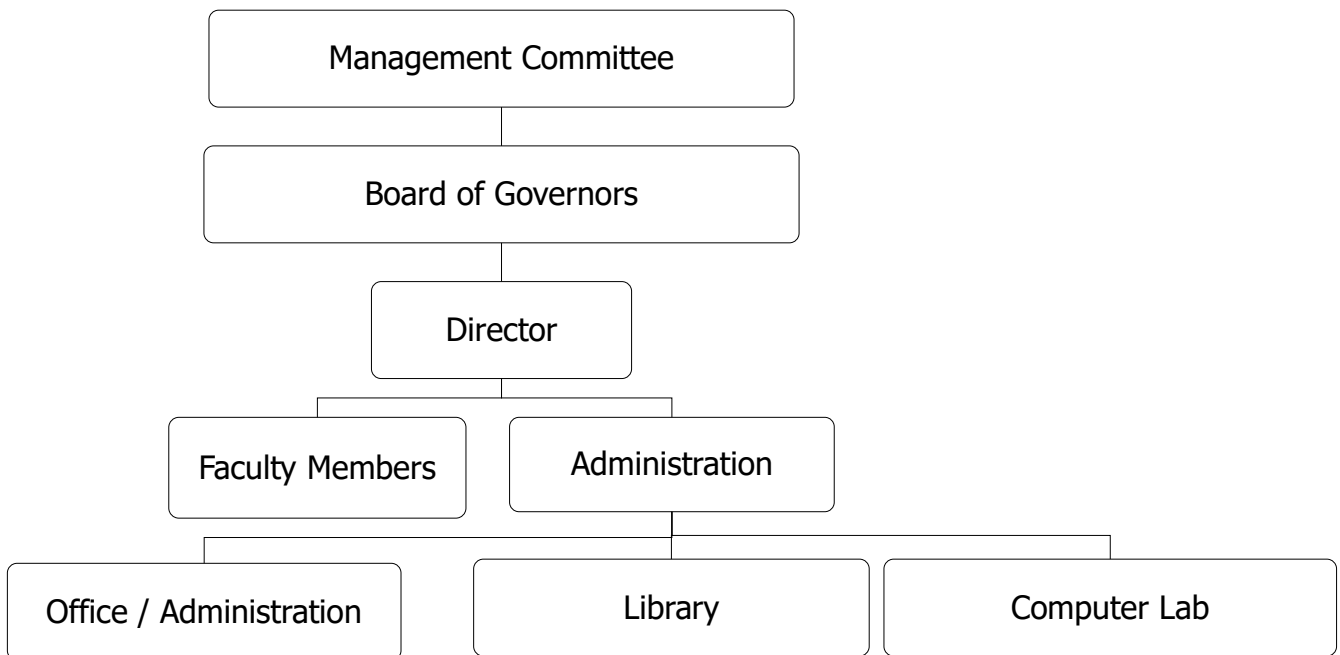 Management Committee
Board of Governors
Director
Faculty Members
Administration
Office / Administration
Library
Computer Lab